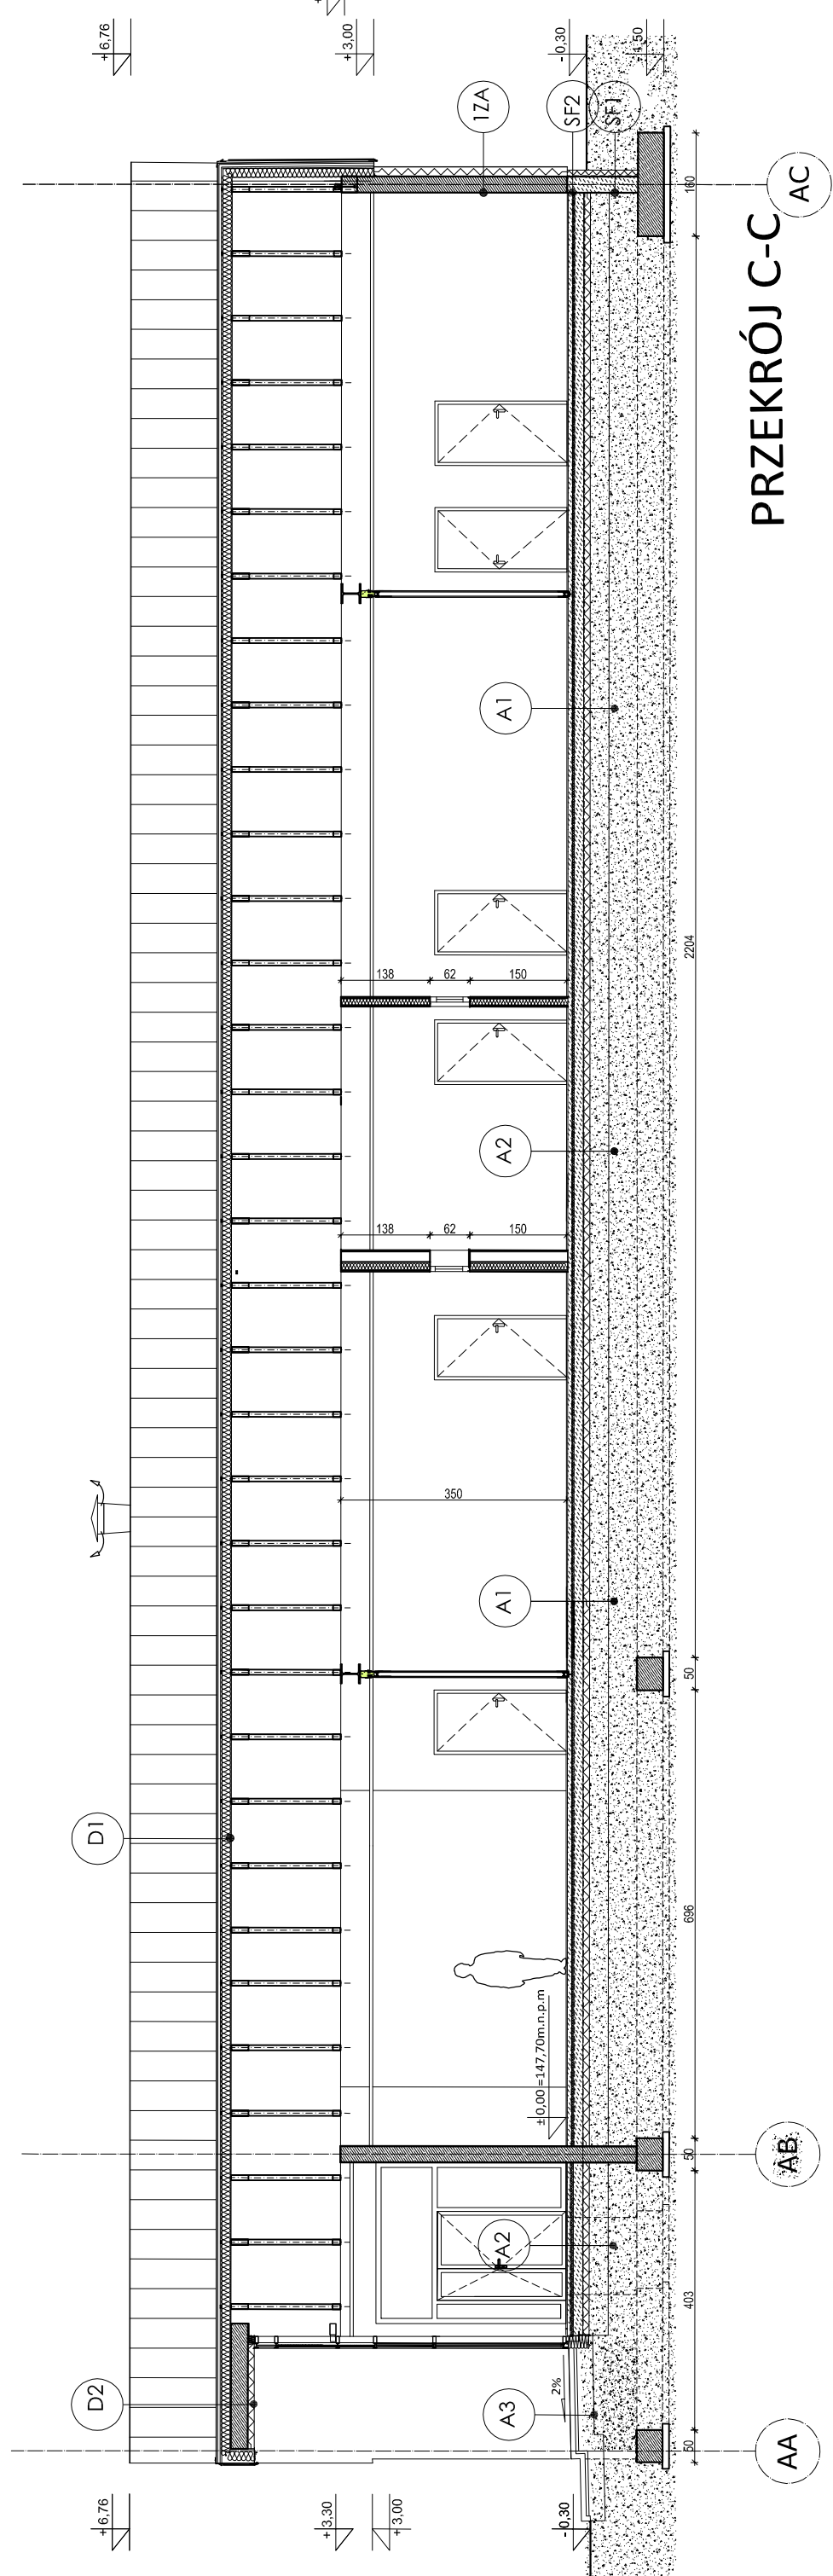 +6,76
+3,00
-0,30
-1,50
1ZA
SF2
SF1
160
AC
PRZEKRÓJ C-C
A1
2204
138
62
150
A2
138
62
150
350
A1
50
D1
696
±0,00=147,70m.n.p.m
50
AB
A2
403
D2
A3
2%
50
AA
+6,76
+3,30
+3,00
-0,30